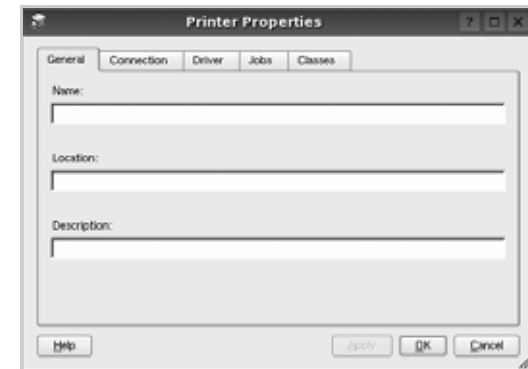 Printer Properties
General Connection Driver Jobs Classes
Name:
Location:
Description:
Help Apply OK Cancel